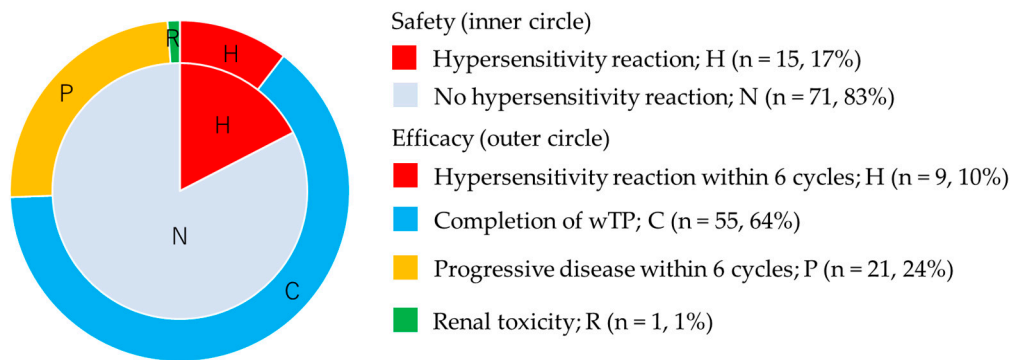 Safety (inner circle)
Hypersensitivity reaction; H (n = 15, 17%)
No hypersensitivity reaction; N (n = 71, 83%)
Efficacy (outer circle)
Hypersensitivity reaction within 6 cycles; H (n = 9, 10%)
Completion of wTP; C (n = 55, 64%)
Progressive disease within 6 cycles; P (n = 21, 24%)
Renal toxicity; R (n = 1, 1%)
R
H
P
H
N
C